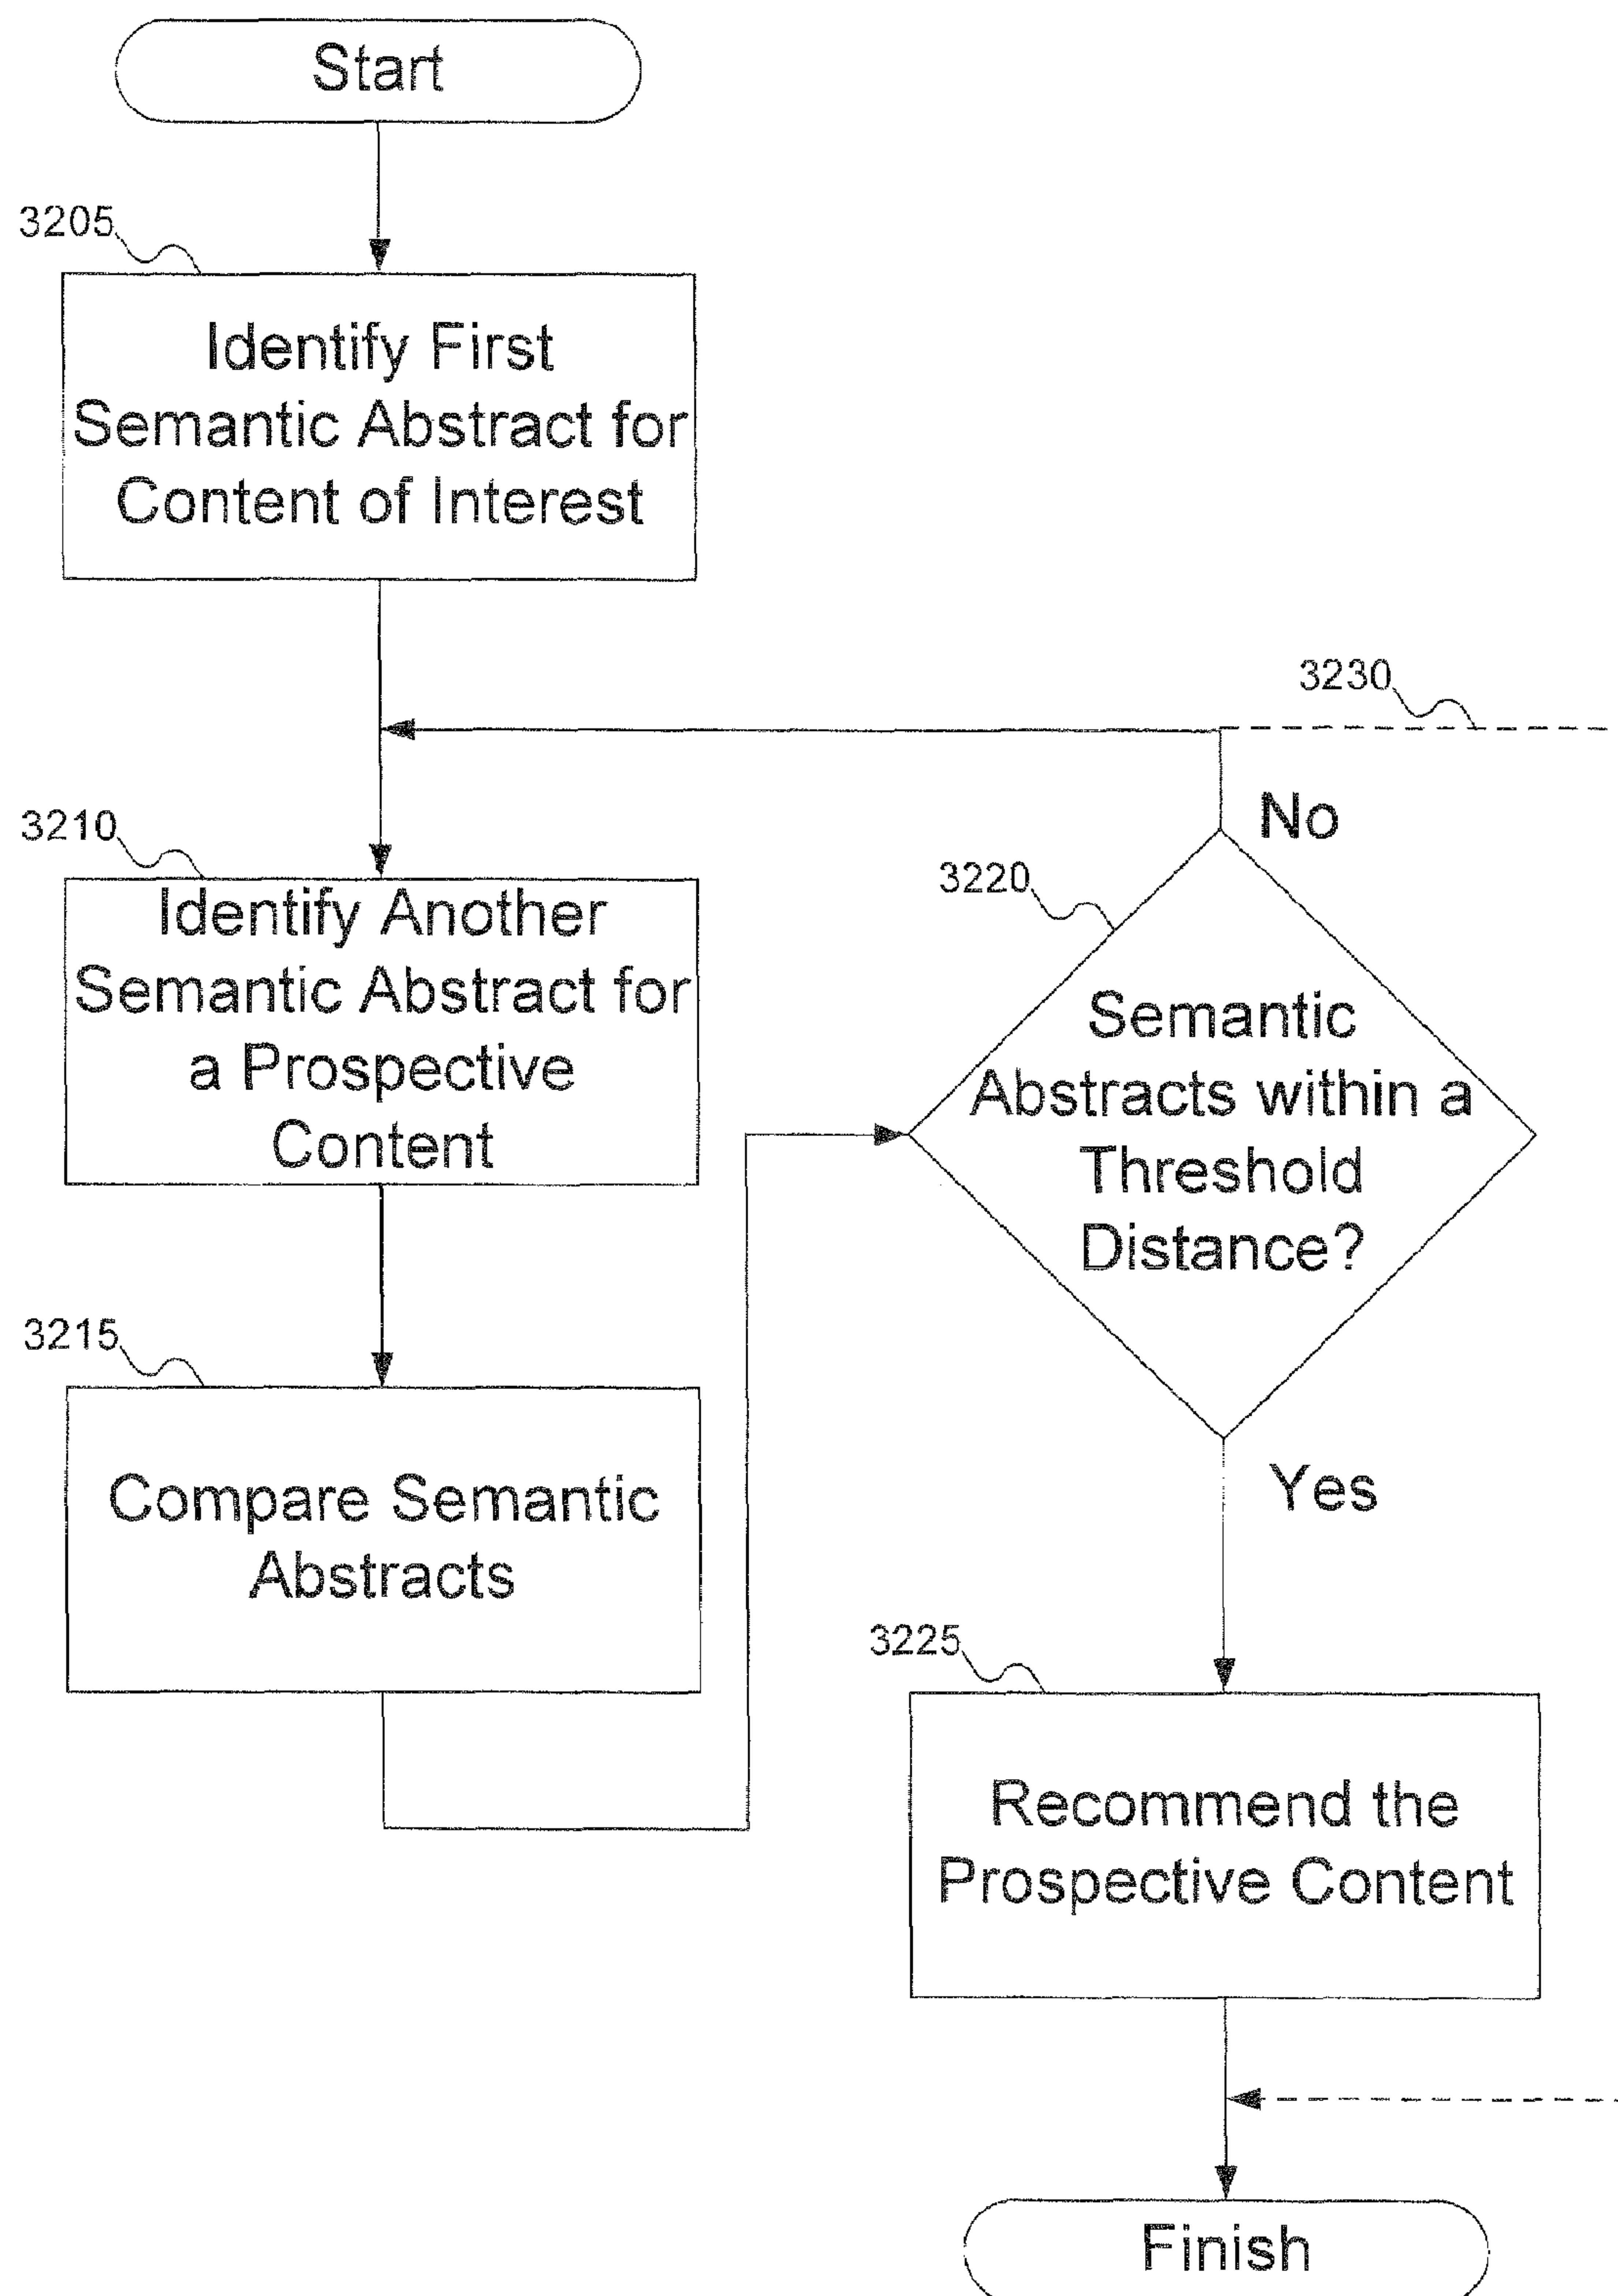 Start
3205
Identify First
Semantic Abstract for
Content of Interest
3230
No
3210
Identify Another
Semantic Abstract for
a Prospective
Content
3220
Semantic
Abstracts within a
Threshold
Distance?
3215
Compare Semantic
Abstracts
Yes
3225
Recommend the
Prospective Content
Finish